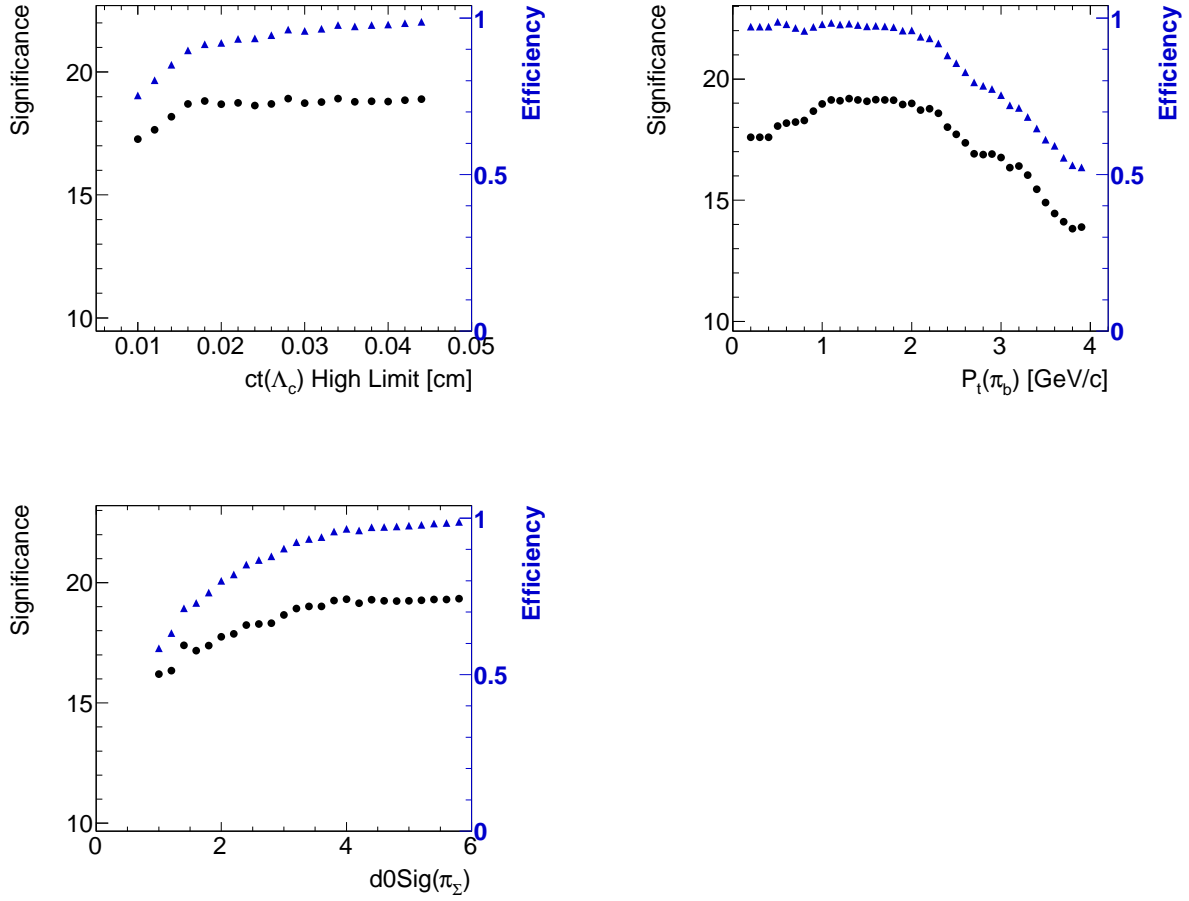 Significance
20
15
10
1
0.5
0
Efficiency
0.01 0.02 0.03 0.04 0.05
ct(Λc) High Limit [cm]
Significance
20
15
10
1
0.5
0
Efficiency
0 1 2 3 4
Pt(πb) [GeV/c]
Significance
20
15
10
1
0.5
0
Efficiency
0 2 4 6
d0Sig(πΣ)